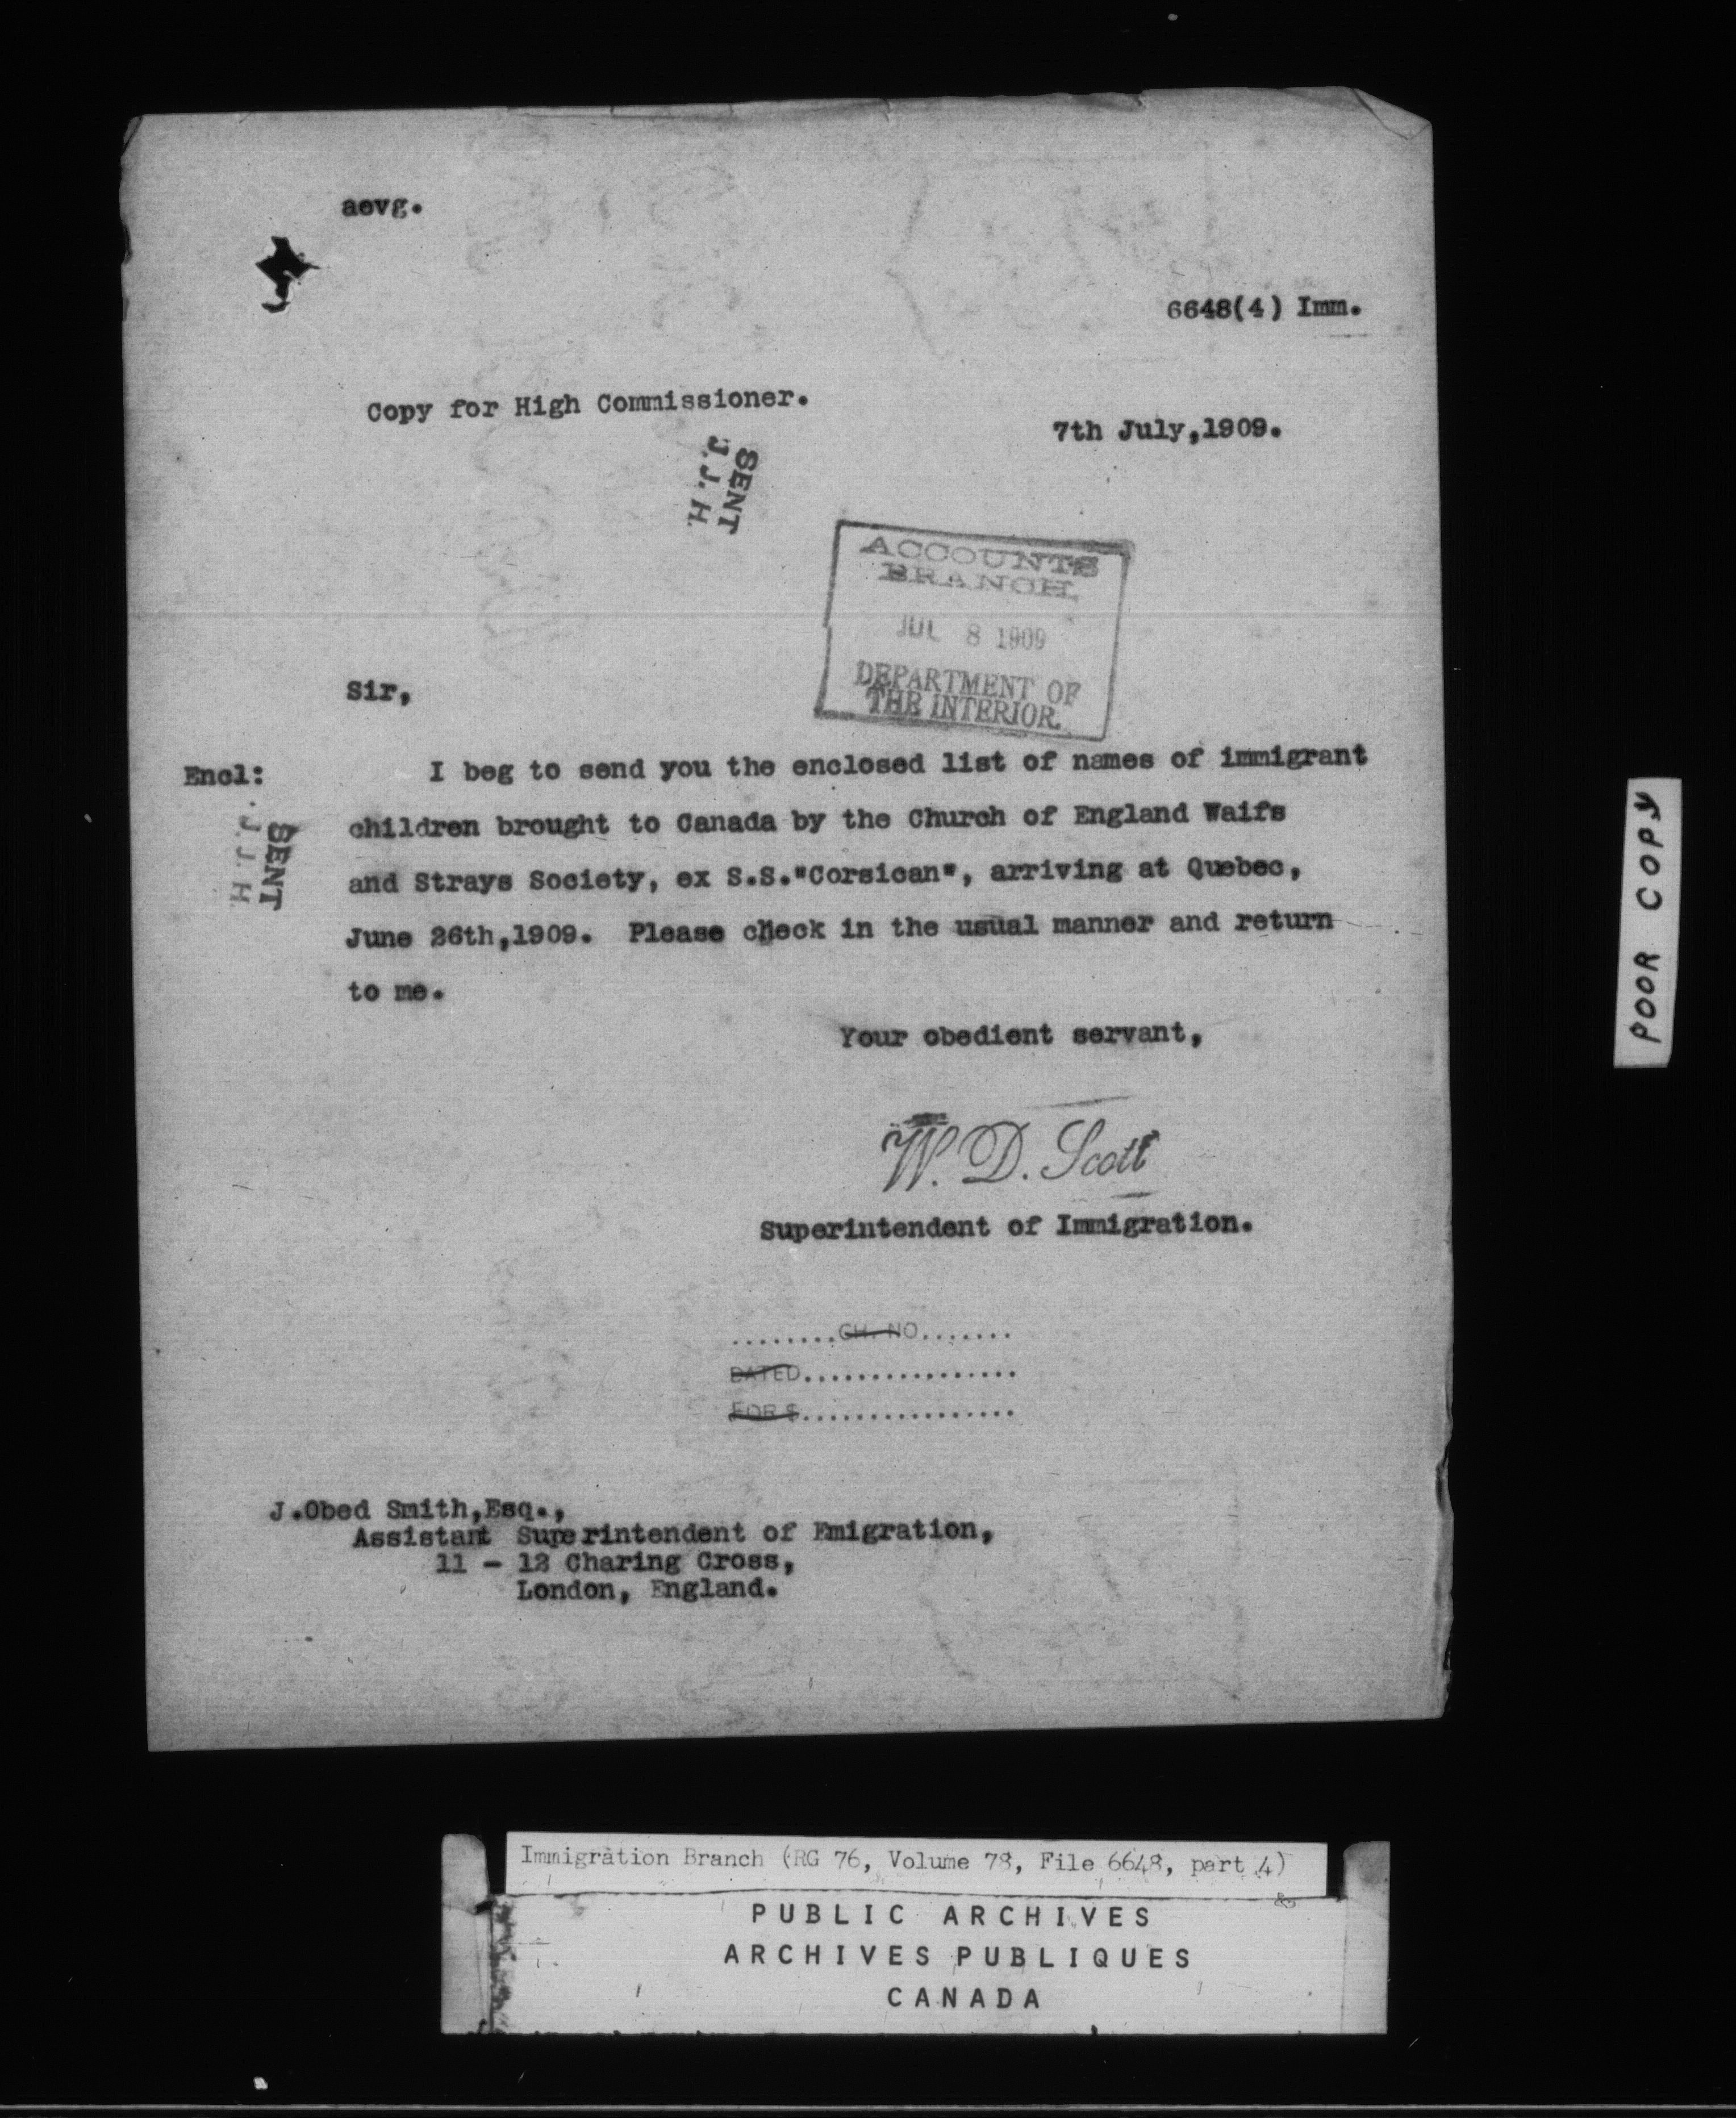 aevg.
6648(4) Imm.
Copy for High Commissioner.
7th July,1909.
SENT
J. J. H.
ACCOUNTS
BRANCH
JUL 8 1909
DEPARTMENT OF
THE INTERIOR.
Sir,
Encl:
SENT
J. J. H.
I beg to send you the enclosed list of names of immigrant
children brought to Canada by the Church of England Waifs
and Strays Society, ex S.S."Corsican", arriving at Quebec,
June 26th,1909. Please check in the usual manner and return
to me.
Your obedient servant,
W. D. Scott
Superintendent of Immigration.
........CH. NO.......
DATED................
FOR $................
J.Obed Smith,Esq.,
Assistant Superintendent of Emigration,
11 - 12 Charing Cross,
London, England.
POOR COPY
Immigration Branch (RG 76, Volume 78, File 6648, part 4)
PUBLIC ARCHIVES
ARCHIVES PUBLIQUES
CANADA